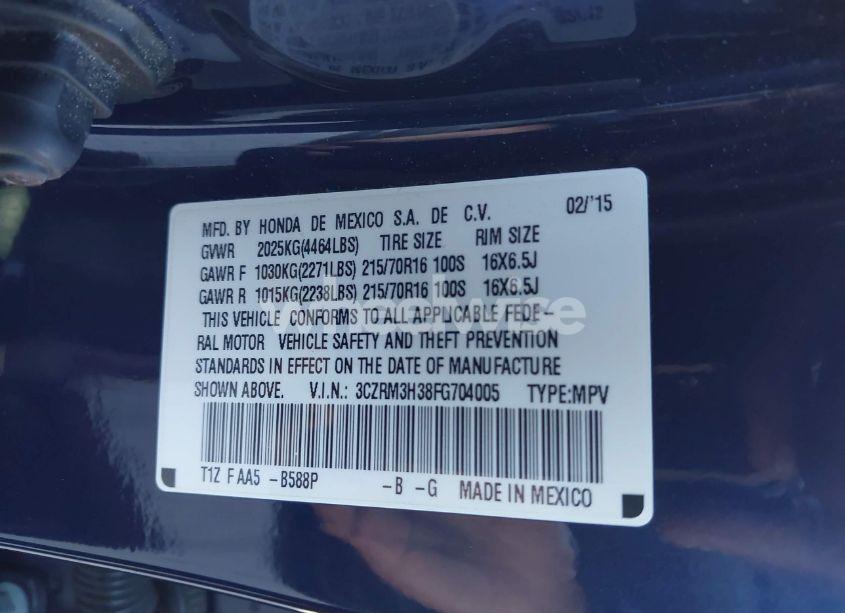 MFD. BY HONDA DE MEXICO S.A. DE C.V. 02/'15
GVWR 2025KG(4464LBS) TIRE SIZE RIM SIZE
GAWR F 1030KG(2271LBS) 215/70R16 100S 16X6.5J
GAWR R 1015KG(2238LBS) 215/70R16 100S 16X6.5J
THIS VEHICLE CONFORMS TO ALL APPLICABLE FEDE-
RAL MOTOR VEHICLE SAFETY AND THEFT PREVENTION
STANDARDS IN EFFECT ON THE DATE OF MANUFACTURE
SHOWN ABOVE. V.I.N.: 3CZRM3H38FG704005 TYPE:MPV
T1Z F AA5 -B588P -B -G MADE IN MEXICO
wheelwise